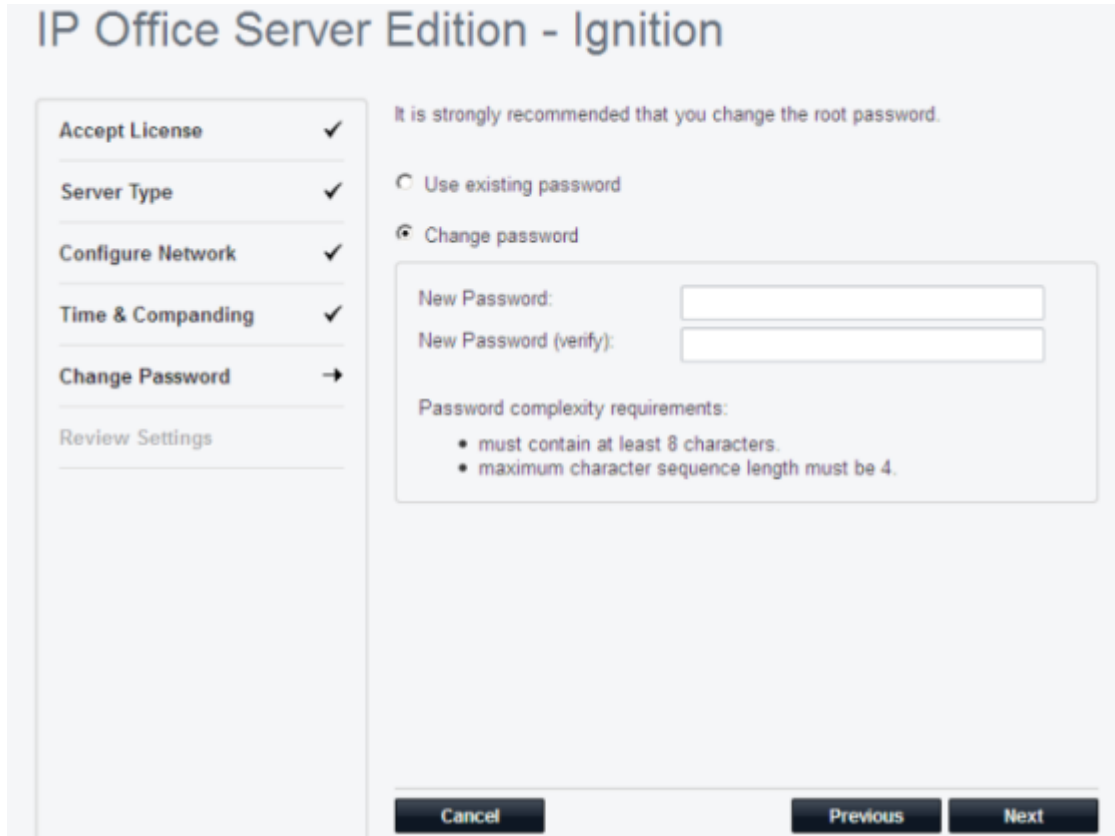 IP Office Server Edition - Ignition
Accept License ✓
Server Type ✓
Configure Network ✓
Time & Companding ✓
Change Password →
Review Settings
It is strongly recommended that you change the root password.
Use existing password
Change password
New Password:
New Password (verify):
Password complexity requirements:
• must contain at least 8 characters.
• maximum character sequence length must be 4.
Cancel
Previous
Next